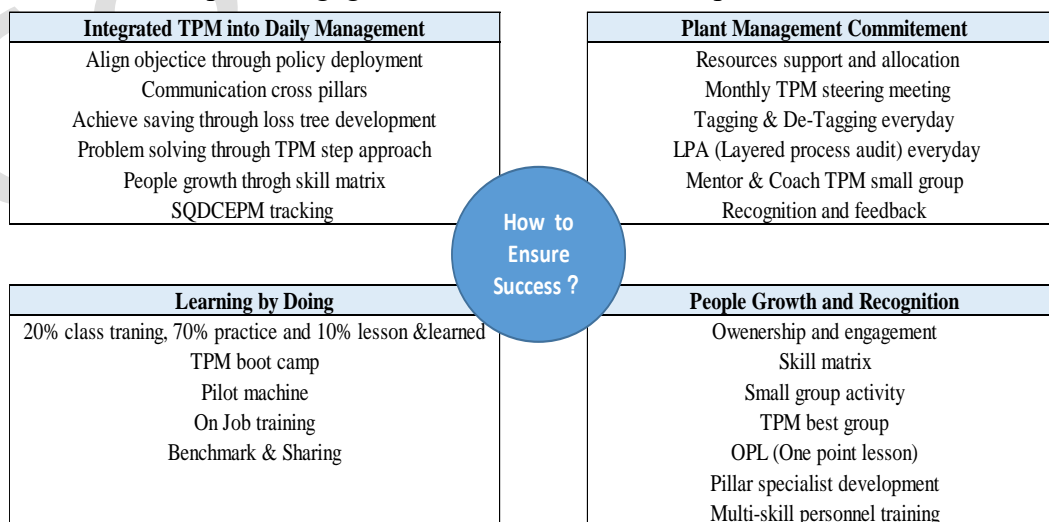 Integrated TPM into Daily Management
Align objectice through policy deployment
Communication cross pillars
Achieve saving through loss tree development
Problem solving through TPM step approach
People growth throgh skill matrix
SQDCEPM tracking
Plant Management Commitment
Resources support and allocation
Monthly TPM steering meeting
Tagging & De-Tagging everyday
LPA (Layered process audit) everyday
Mentor & Coach TPM small group
Recognition and feedback
How to
Ensure
Success ?
Learning by Doing
20% class traning, 70% practice and 10% lesson &learned
TPM boot camp
Pilot machine
On Job training
Benchmark & Sharing
People Growth and Recognition
Owenership and engagement
Skill matrix
Small group activity
TPM best group
OPL (One point lesson)
Pillar specialist development
Multi-skill personnel training